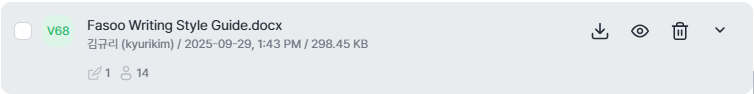 V68
Fasoo Writing Style Guide.docx
김규리 (kyurikim) / 2025-09-29, 1:43 PM / 298.45 KB
1 14